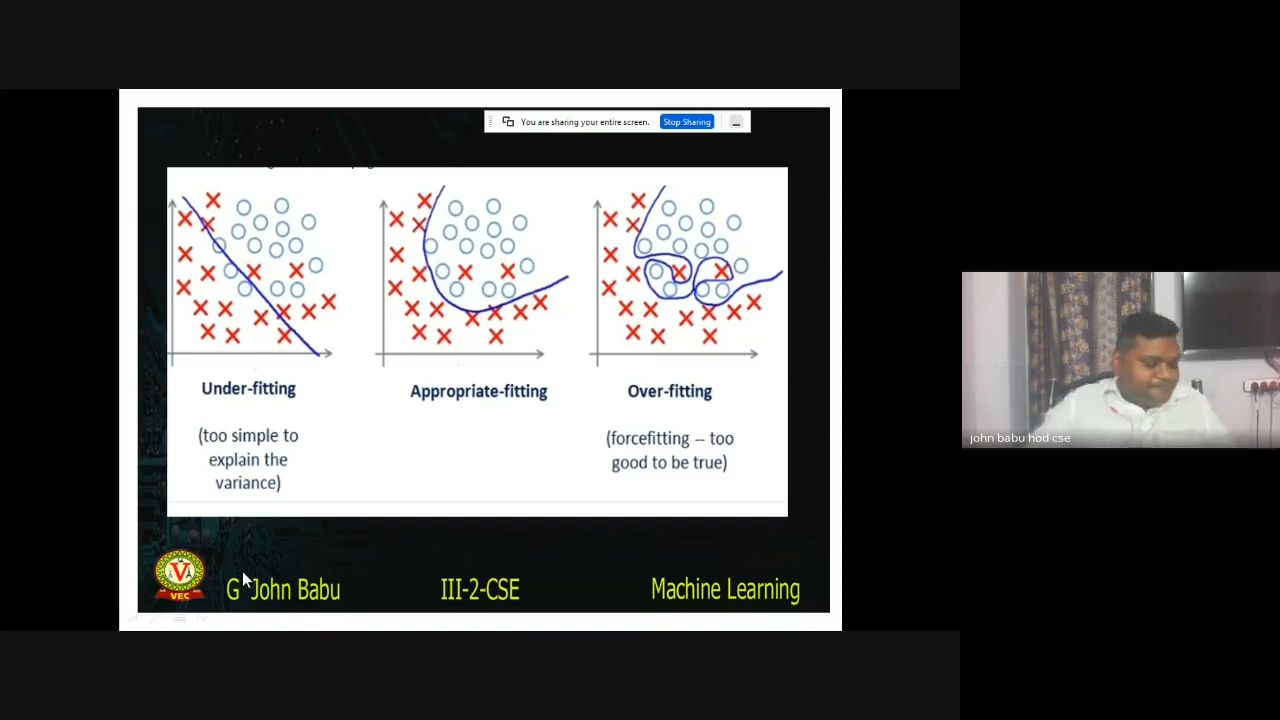 You are sharing your entire screen.
Stop Sharing
Under-fitting
Appropriate-fitting
Over-fitting
(too simple to
explain the
variance)
(forcefitting -- too
good to be true)
VEC
G John Babu
III-2-CSE
Machine Learning
john babu hod cse